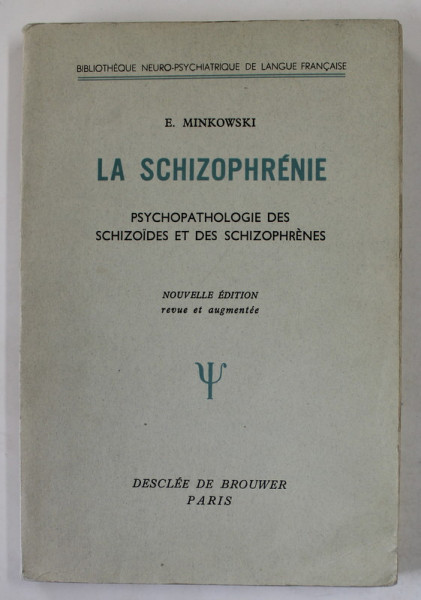 BIBLIOTHÈQUE NEURO-PSYCHIATRIQUE DE LANGUE FRANÇAISE
E. MINKOWSKI
LA SCHIZOPHRÉNIE
PSYCHOPATHOLOGIE DES
SCHIZOÏDES ET DES SCHIZOPHRÈNES
NOUVELLE ÉDITION
revue et augmentée
Ψ
DESCLÉE DE BROUWER
PARIS